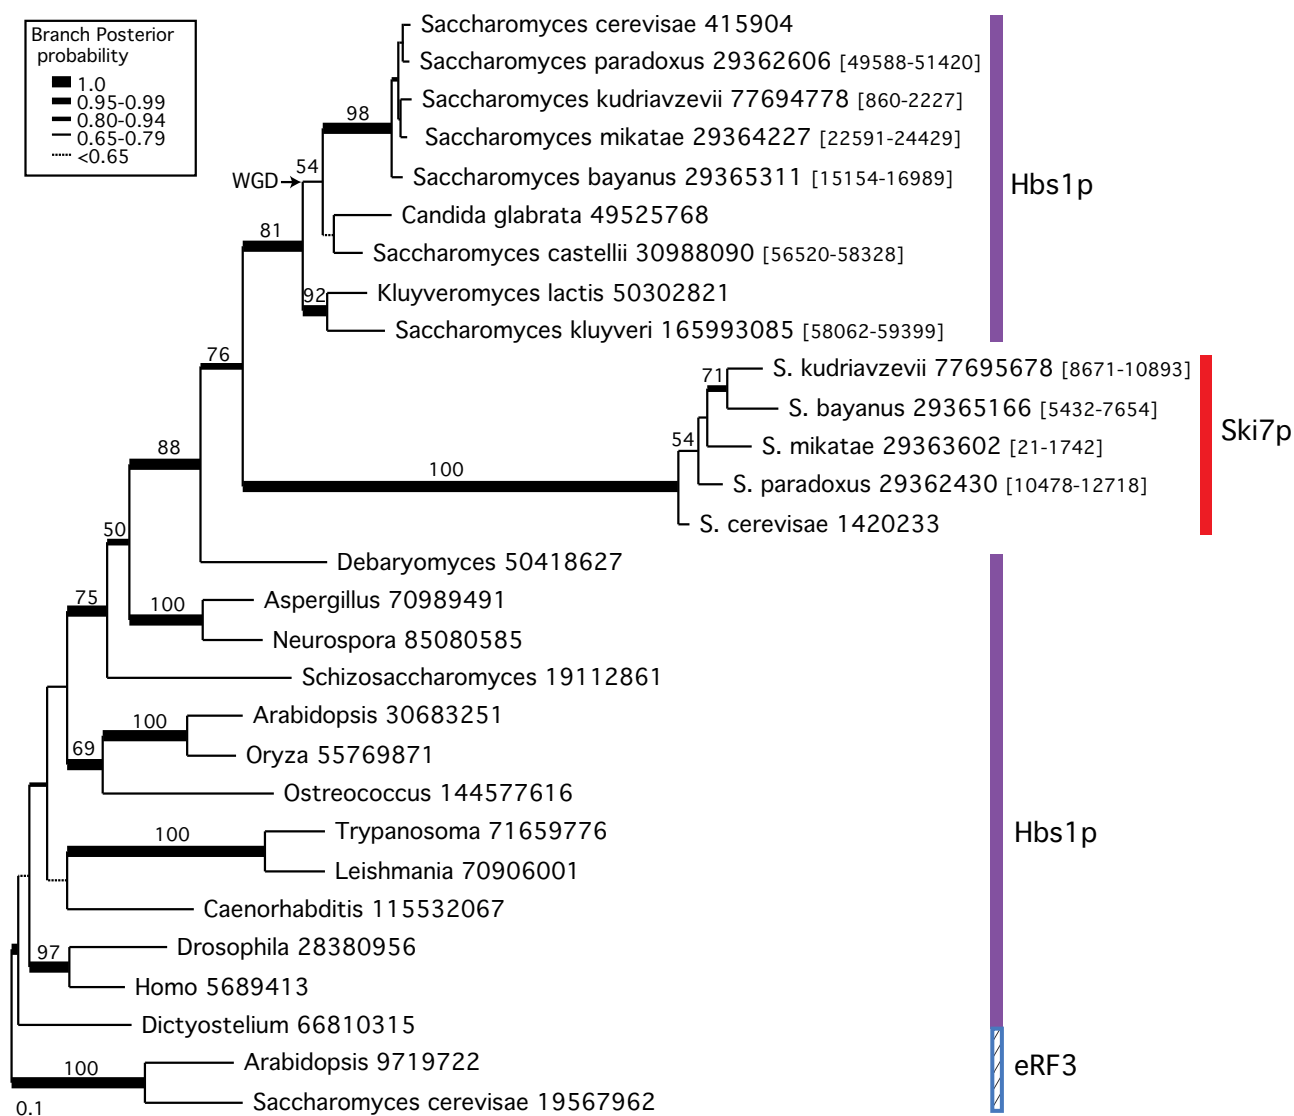 Branch Posterior
probability
1.0
0.95-0.99
0.80-0.94
0.65-0.79
<0.65
Saccharomyces cerevisae 415904
Saccharomyces paradoxus 29362606 [49588-51420]
Saccharomyces kudriavzevii 77694778 [860-2227]
98
Saccharomyces mikatae 29364227 [22591-24429]
54
WGD
Saccharomyces bayanus 29365311 [15154-16989]
Hbs1p
Candida glabrata 49525768
81
Saccharomyces castellii 30988090 [56520-58328]
92
Kluyveromyces lactis 50302821
Saccharomyces kluyveri 165993085 [58062-59399]
76
S. kudriavzevii 77695678 [8671-10893]
71
S. bayanus 29365166 [5432-7654]
Ski7p
54
S. mikatae 29363602 [21-1742]
88
100
S. paradoxus 29362430 [10478-12718]
S. cerevisae 1420233
50
Debaryomyces 50418627
75
100
Aspergillus 70989491
Neurospora 85080585
Schizosaccharomyces 19112861
100
Arabidopsis 30683251
69
Oryza 55769871
Ostreococcus 144577616
100
Trypanosoma 71659776
Hbs1p
Leishmania 70906001
Caenorhabditis 115532067
97
Drosophila 28380956
Homo 5689413
Dictyostelium 66810315
100
Arabidopsis 9719722
eRF3
Saccharomyces cerevisae 19567962
0.1